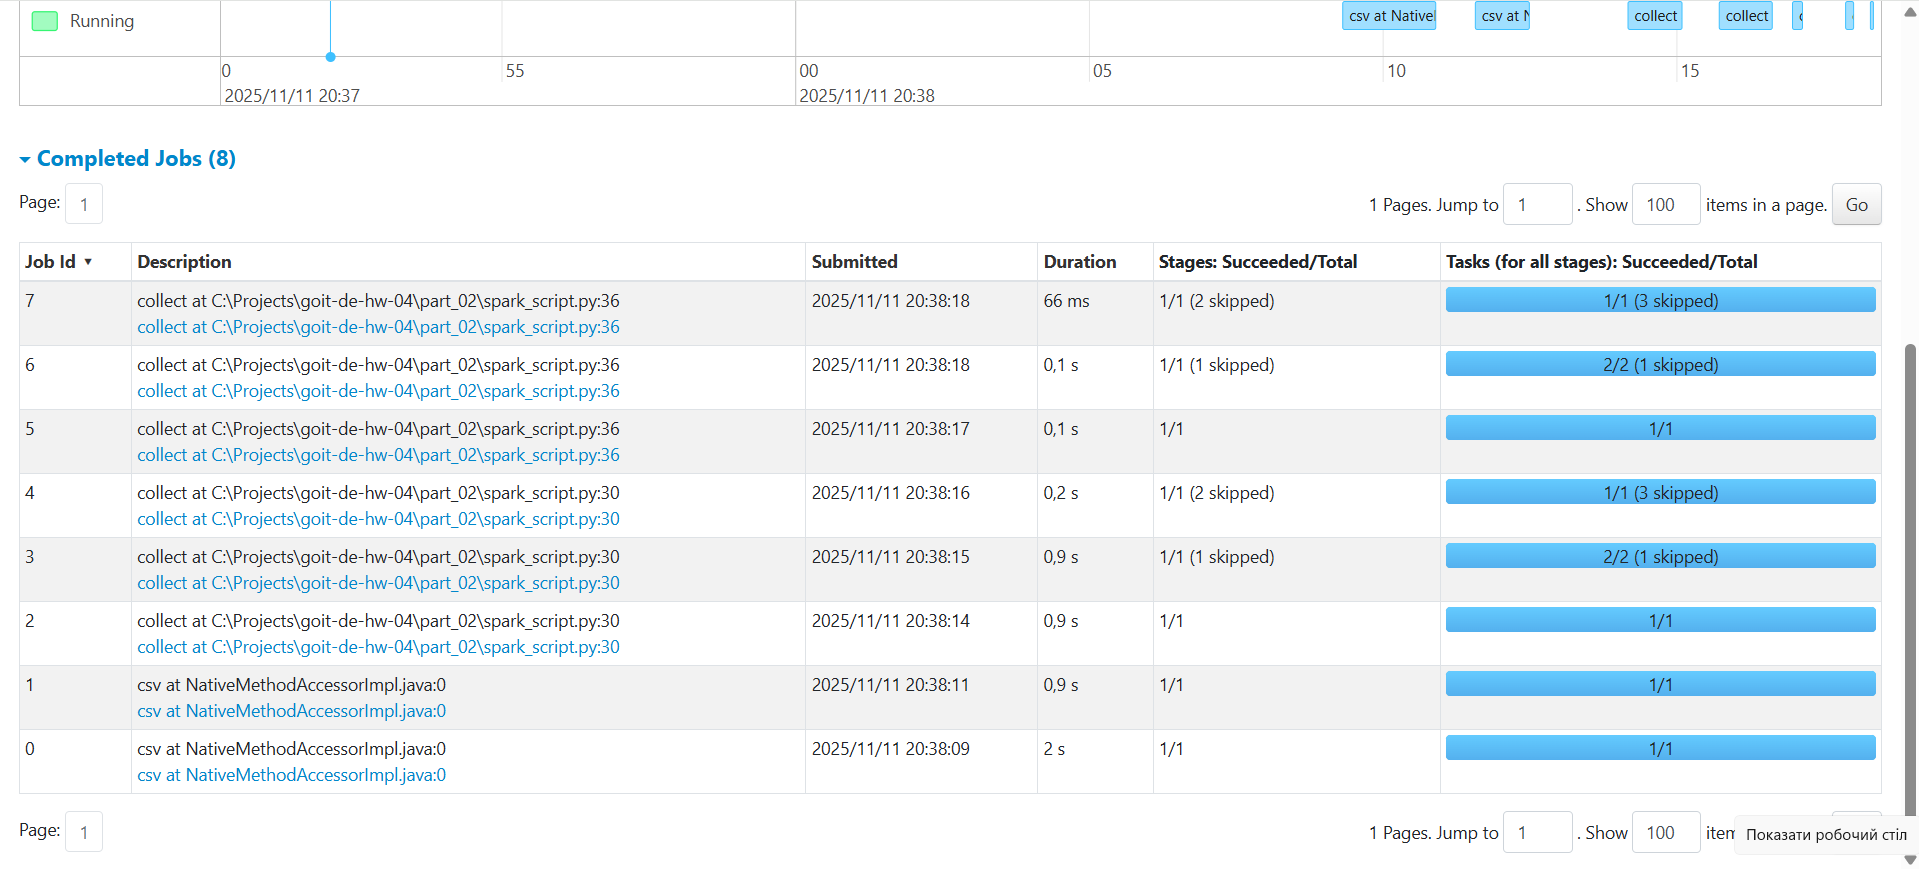 Running
csv at Nativel
csv at N
collect
collect
0
55
00
05
10
15
2025/11/11 20:37
2025/11/11 20:38
Completed Jobs (8)
Page: 1
1 Pages. Jump to 1 . Show 100 items in a page. Go
Job Id ▾ Description Submitted Duration Stages: Succeeded/Total Tasks (for all stages): Succeeded/Total
7 collect at C:\Projects\goit-de-hw-04\part_02\spark_script.py:36 2025/11/11 20:38:18 66 ms 1/1 (2 skipped) 1/1 (3 skipped)
collect at C:\Projects\goit-de-hw-04\part_02\spark_script.py:36
6 collect at C:\Projects\goit-de-hw-04\part_02\spark_script.py:36 2025/11/11 20:38:18 0,1 s 1/1 (1 skipped) 2/2 (1 skipped)
collect at C:\Projects\goit-de-hw-04\part_02\spark_script.py:36
5 collect at C:\Projects\goit-de-hw-04\part_02\spark_script.py:36 2025/11/11 20:38:17 0,1 s 1/1 1/1
collect at C:\Projects\goit-de-hw-04\part_02\spark_script.py:36
4 collect at C:\Projects\goit-de-hw-04\part_02\spark_script.py:30 2025/11/11 20:38:16 0,2 s 1/1 (2 skipped) 1/1 (3 skipped)
collect at C:\Projects\goit-de-hw-04\part_02\spark_script.py:30
3 collect at C:\Projects\goit-de-hw-04\part_02\spark_script.py:30 2025/11/11 20:38:15 0,9 s 1/1 (1 skipped) 2/2 (1 skipped)
collect at C:\Projects\goit-de-hw-04\part_02\spark_script.py:30
2 collect at C:\Projects\goit-de-hw-04\part_02\spark_script.py:30 2025/11/11 20:38:14 0,9 s 1/1 1/1
collect at C:\Projects\goit-de-hw-04\part_02\spark_script.py:30
1 csv at NativeMethodAccessorImpl.java:0 2025/11/11 20:38:11 0,9 s 1/1 1/1
csv at NativeMethodAccessorImpl.java:0
0 csv at NativeMethodAccessorImpl.java:0 2025/11/11 20:38:09 2 s 1/1 1/1
csv at NativeMethodAccessorImpl.java:0
Page: 1
1 Pages. Jump to 1 . Show 100 item
Показати робочий стіл